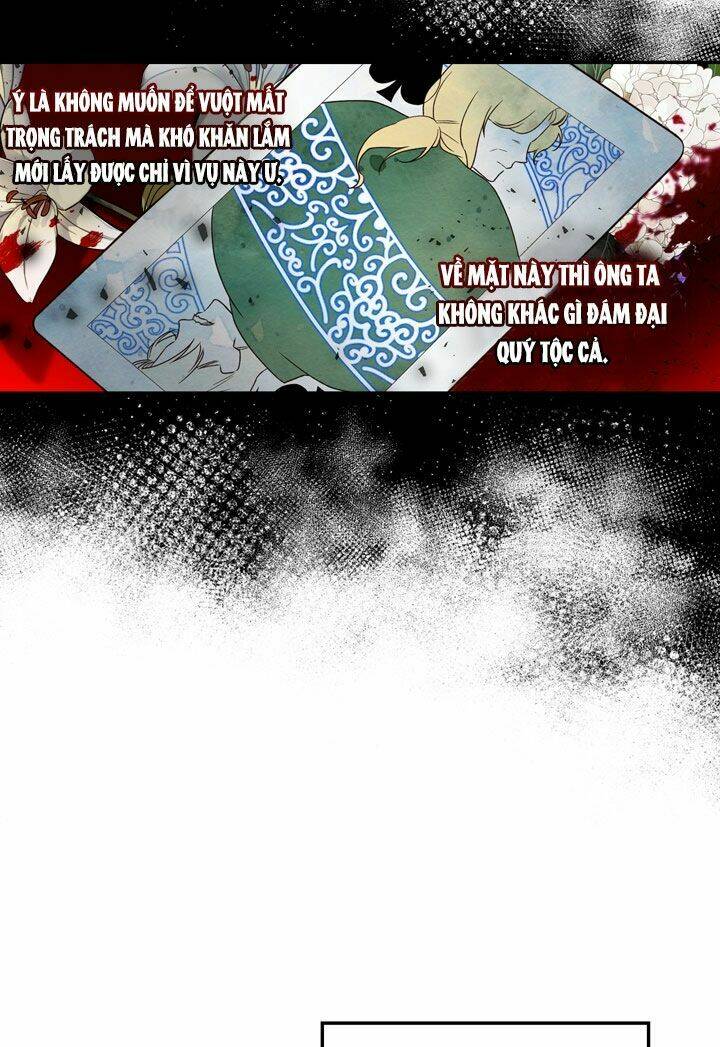 Ý LÀ KHÔNG MUỐN ĐỂ VUỘT MẤT
TRỌNG TRÁCH MÀ KHÓ KHĂN LẮM
MỚI LẤY ĐƯỢC CHỈ VÌ VỤ NÀY Ư.
VỀ MẶT NÀY THÌ ÔNG TA
KHÔNG KHÁC GÌ ĐÁM ĐẠI
QUÝ TỘC CẢ.